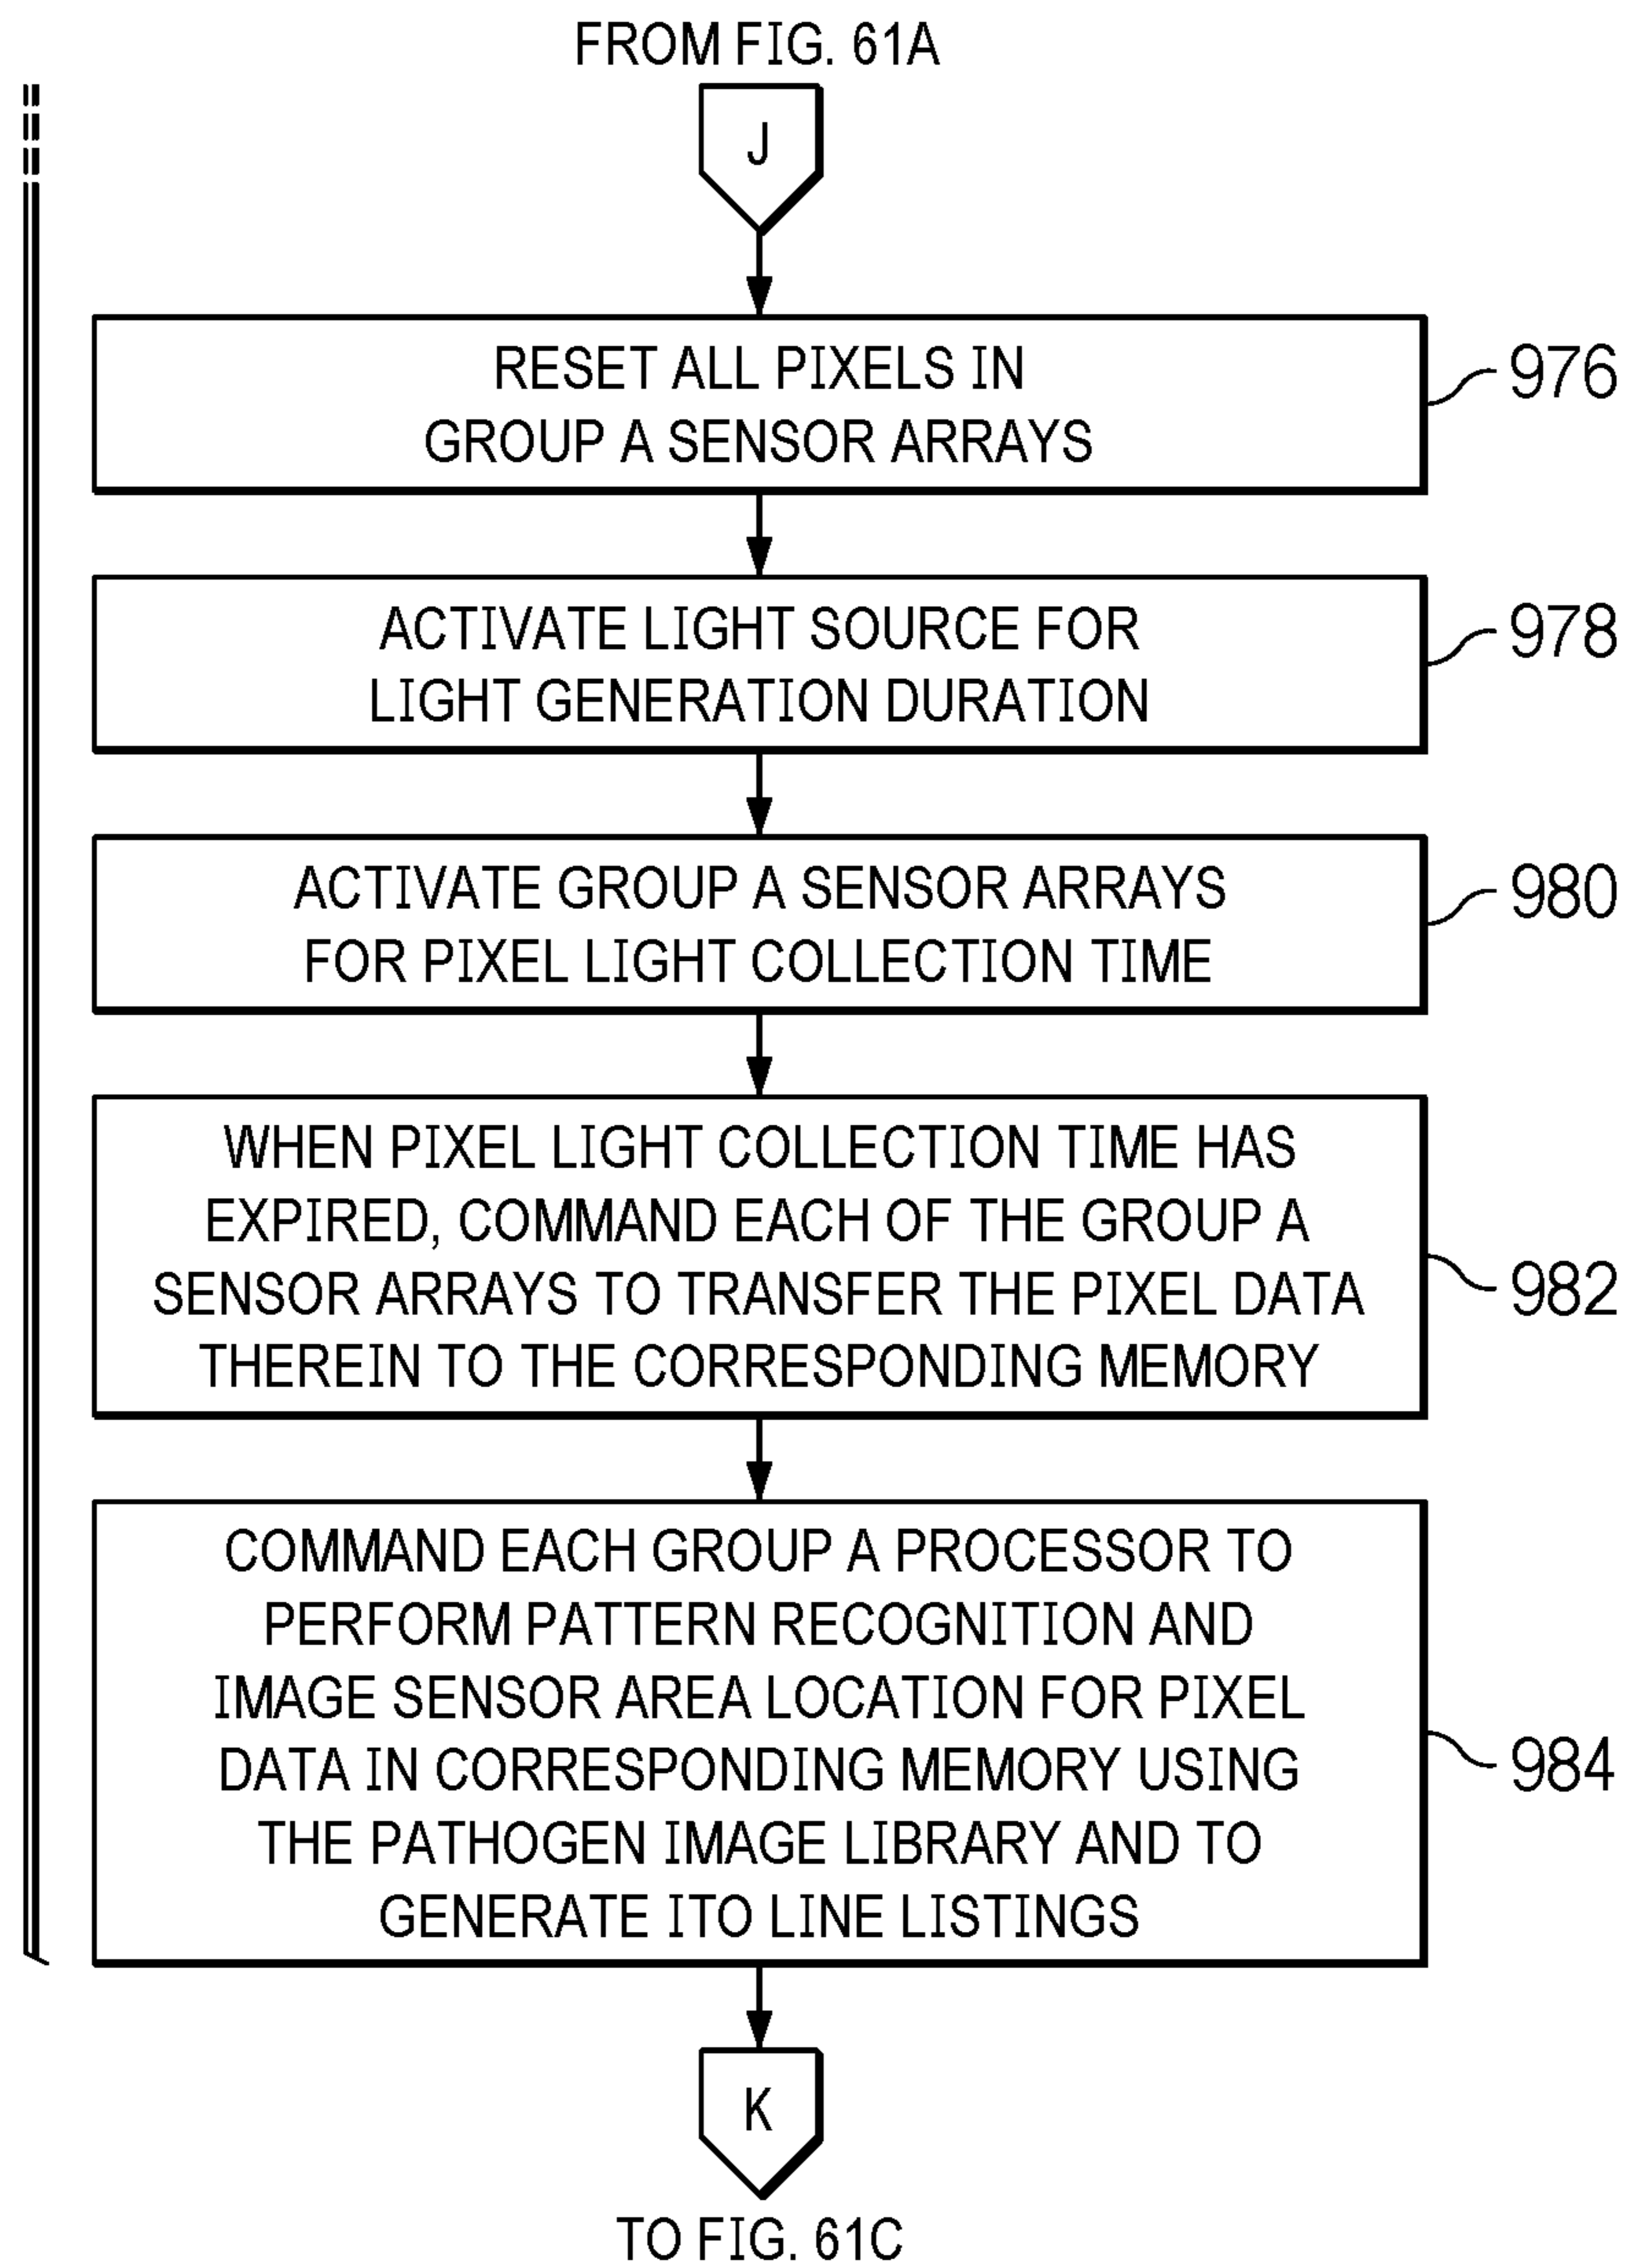 FROM FIG. 61A
J
RESET ALL PIXELS IN
GROUP A SENSOR ARRAYS
976
ACTIVATE LIGHT SOURCE FOR
LIGHT GENERATION DURATION
978
ACTIVATE GROUP A SENSOR ARRAYS
FOR PIXEL LIGHT COLLECTION TIME
980
WHEN PIXEL LIGHT COLLECTION TIME HAS
EXPIRED, COMMAND EACH OF THE GROUP A
SENSOR ARRAYS TO TRANSFER THE PIXEL DATA
THEREIN TO THE CORRESPONDING MEMORY
982
COMMAND EACH GROUP A PROCESSOR TO
PERFORM PATTERN RECOGNITION AND
IMAGE SENSOR AREA LOCATION FOR PIXEL
DATA IN CORRESPONDING MEMORY USING
THE PATHOGEN IMAGE LIBRARY AND TO
GENERATE ITO LINE LISTINGS
984
K
TO FIG. 61C